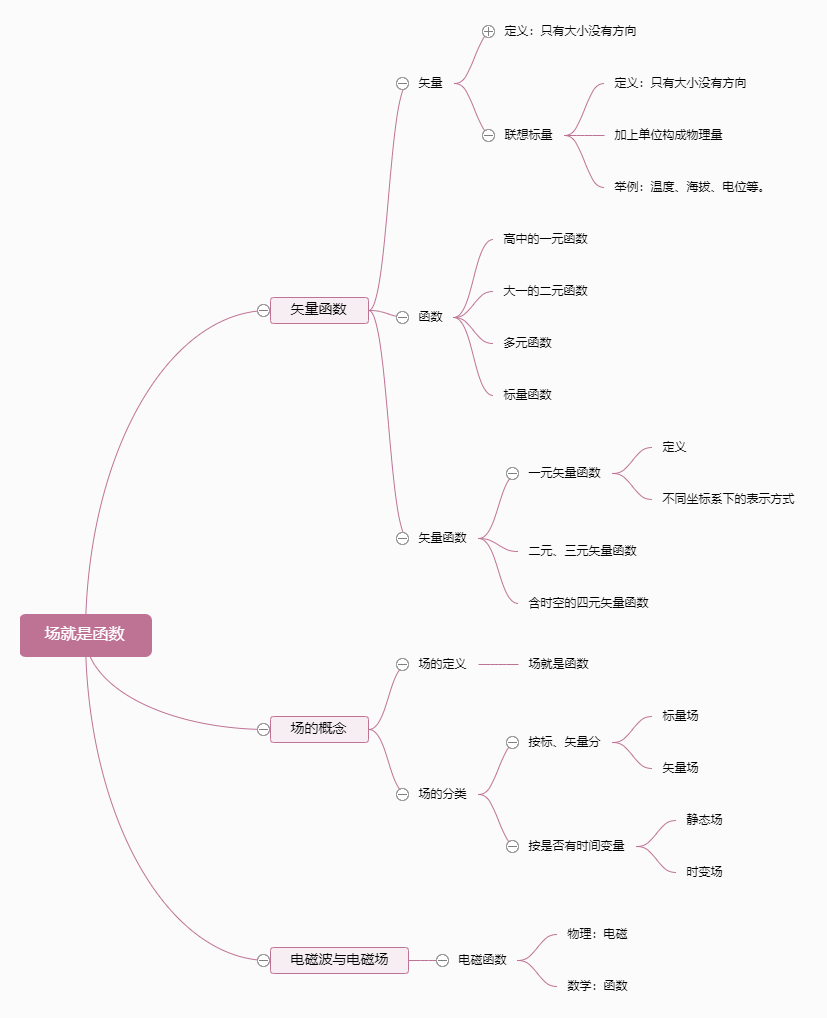 定义：只有大小没有方向
矢量
定义：只有大小没有方向
联想标量
加上单位构成物理量
举例：温度、海拔、电位等。
高中的一元函数
大一的二元函数
矢量函数
函数
多元函数
标量函数
定义
一元矢量函数
不同坐标系下的表示方式
矢量函数
二元、三元矢量函数
含时空的四元矢量函数
场就是函数
场的定义
场就是函数
标量场
场的概念
按标、矢量分
矢量场
场的分类
静态场
按是否有时间变量
时变场
物理：电磁
电磁波与电磁场
电磁函数
数学：函数